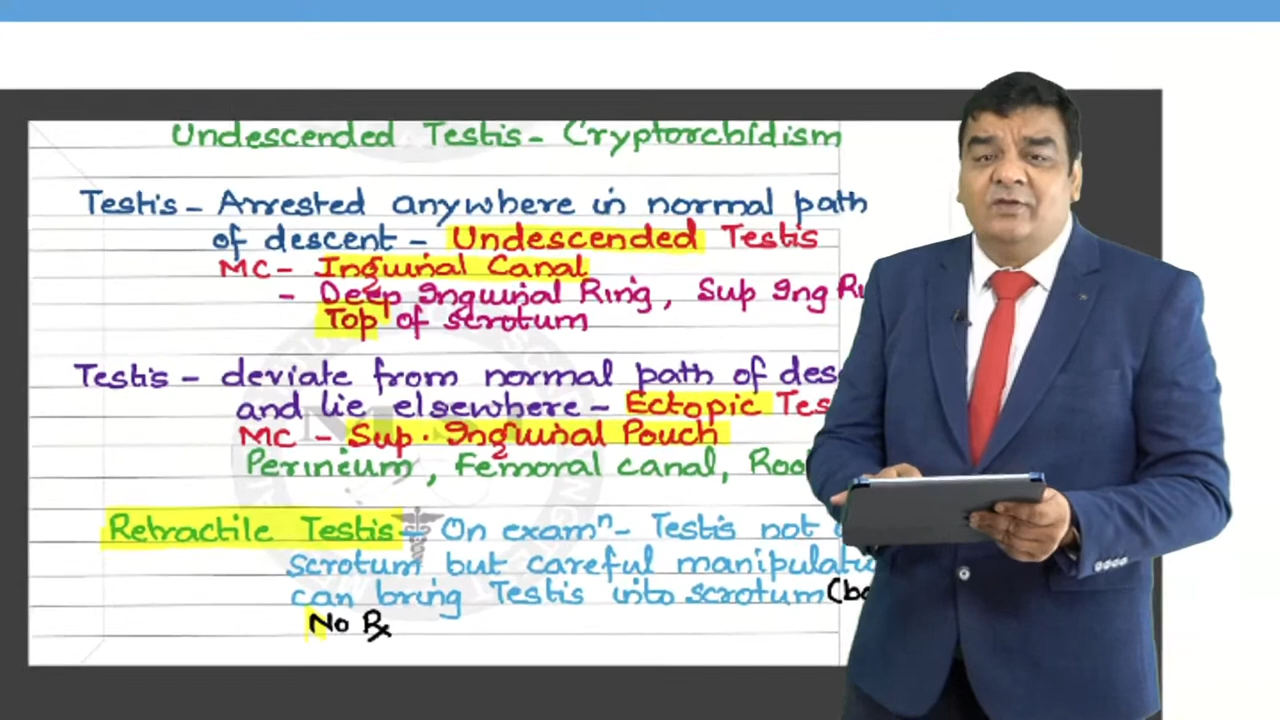 Undescended Testis - Cryptorchidism
Testis - Arrested anywhere in normal path
of descent - Undescended Testis
MC - Inguinal Canal
- Deep Inguinal Ring, Sup Ing
Top of scrotum
Testis - deviate from normal path of
and lie elsewhere - Ectopic
MC - Sup. Inguinal Pouch
Perineum, Femoral canal,
Retractile Testis - On examⁿ - Testis not
scrotum but careful
can bring Testis into scrotum
No Rx